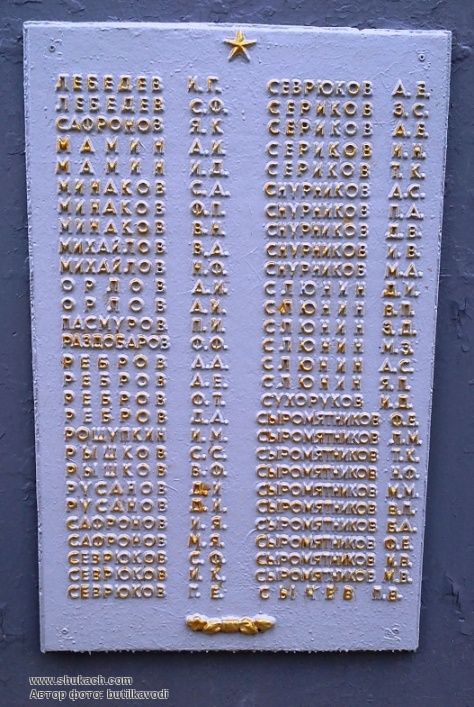 ЛЕБЕДЕВ И.Г.
ЛЕБЕДЕВ С.Ф.
САФРОНОВ Я.К.
МАМИН А.И.
МАМИН И.Д.
МИНАКОВ С.А.
МИНАКОВ Ф.Г.
МИНАКОВ В.Н.
МИХАЙЛОВ В.А.
МИХАЙЛОВ Н.Ф.
ОРЛОВ А.И.
ОРЛОВ А.И.
ПАСМУРОВ П.И.
РАЗДОБАРОВ О.Ф.
РЕБРОВ А.А.
РЕБРОВ А.Е.
РЕБРОВ О.Т.
РЕБРОВ Д.А.
РОЩУПКИН И.М.
РЫШКОВ С.С.
РЫШКОВ В.Ф.
РУСАНОВ Д.И.
РУСАНОВ Д.И.
САФРОНОВ И.Я.
САФРОНОВ М.Я.
СЕВРЮКОВ С.Ф.
СЕВРЮКОВ И.К.
СЕВРЮКОВ Г.Е.
СЕВРЮКОВ А.Е.
СЕРИКОВ З.С.
СЕРИКОВ А.Е.
СЕРИКОВ И.Н.
СЕРИКОВ Т.К.
СНУРНИКОВ А.С.
СНУРНИКОВ П.А.
СНУРНИКОВ Д.В.
СНУРНИКОВ И.В.
СНУРНИКОВ М.А.
СЛЮНИН Д.И.
СЛЮНИН В.П.
СЛЮНИН З.Д.
СЛЮНИН М.З.
СЛЮНИН А.С.
СЛЮНИН Я.П.
СУХОРУКОВ И.Д.
СЫРОМЯТНИКОВ Ф.Е.
СЫРОМЯТНИКОВ Л.М.
СЫРОМЯТНИКОВ Т.К.
СЫРОМЯТНИКОВ Н.Ф.
СЫРОМЯТНИКОВ М.М.
СЫРОМЯТНИКОВ В.Л.
СЫРОМЯТНИКОВ Б.А.
СЫРОМЯТНИКОВ Ф.Е.
СЫРОМЯТНИКОВ И.Е.
СЫРОМЯТНИКОВ М.В.
СЫЧЕВ Л.В.
www.shukach.com
Автор фото: butilkavodi